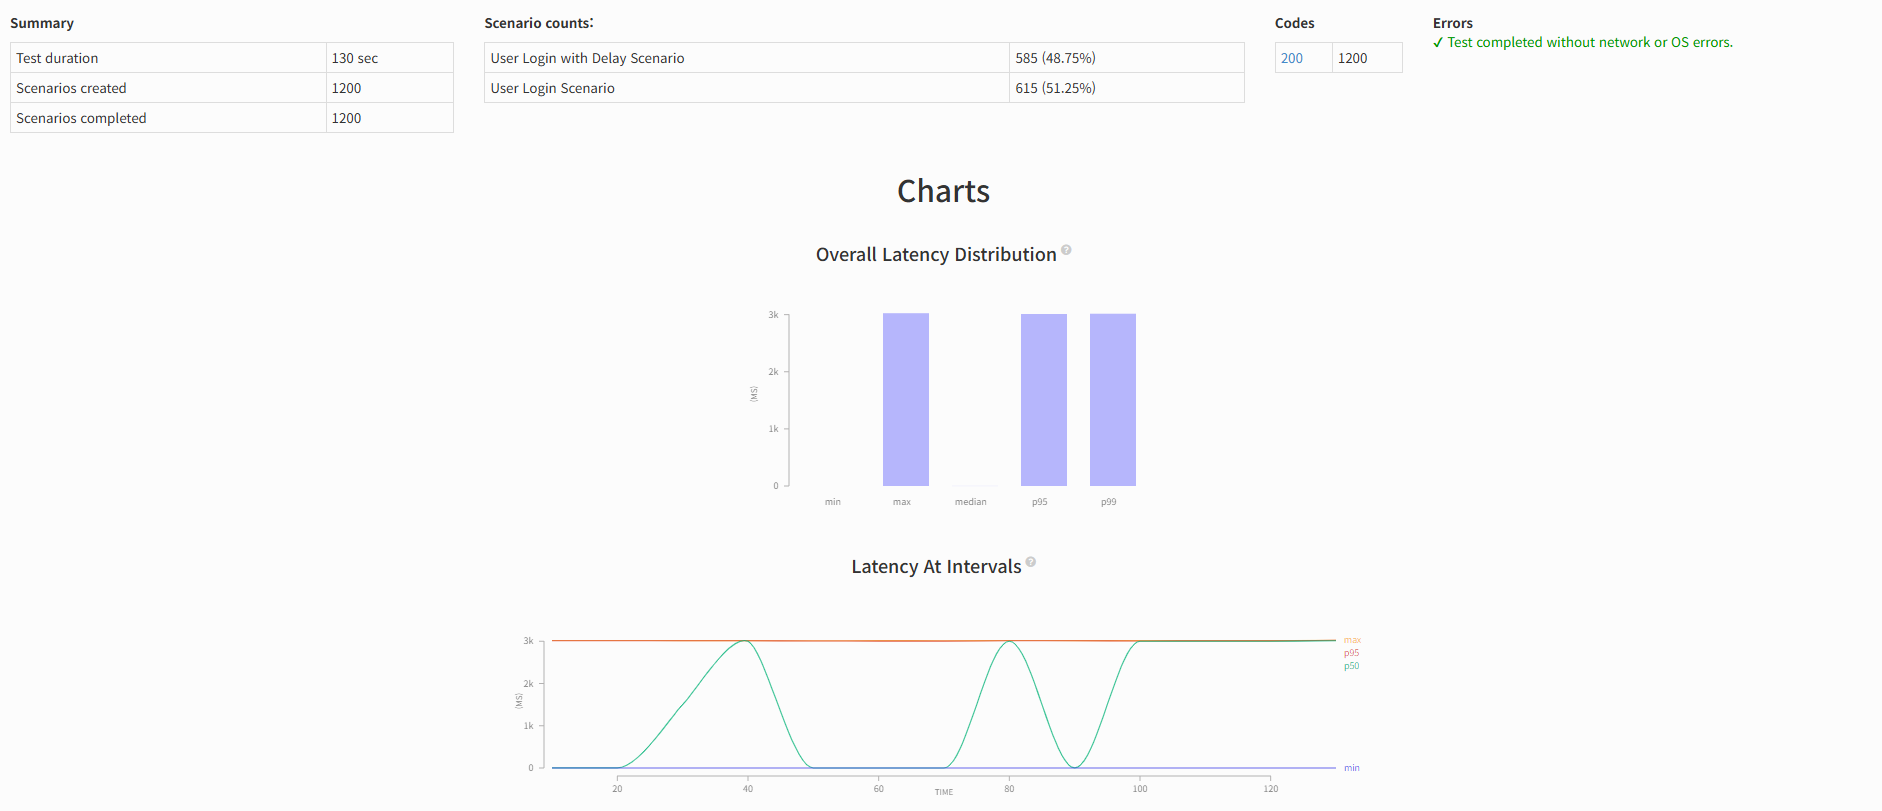 Summary
Test duration 130 sec
Scenarios created 1200
Scenarios completed 1200
Scenario counts:
User Login with Delay Scenario 585 (48.75%)
User Login Scenario 615 (51.25%)
Codes
200 1200
Errors
✔ Test completed without network or OS errors.
Charts
Overall Latency Distribution ?
3k
2k
(MS)
1k
0
min max median p95 p99
Latency At Intervals ?
3k
2k
(MS)
1k
0
max
p95
p50
min
20 40 60 80 100 120
TIME